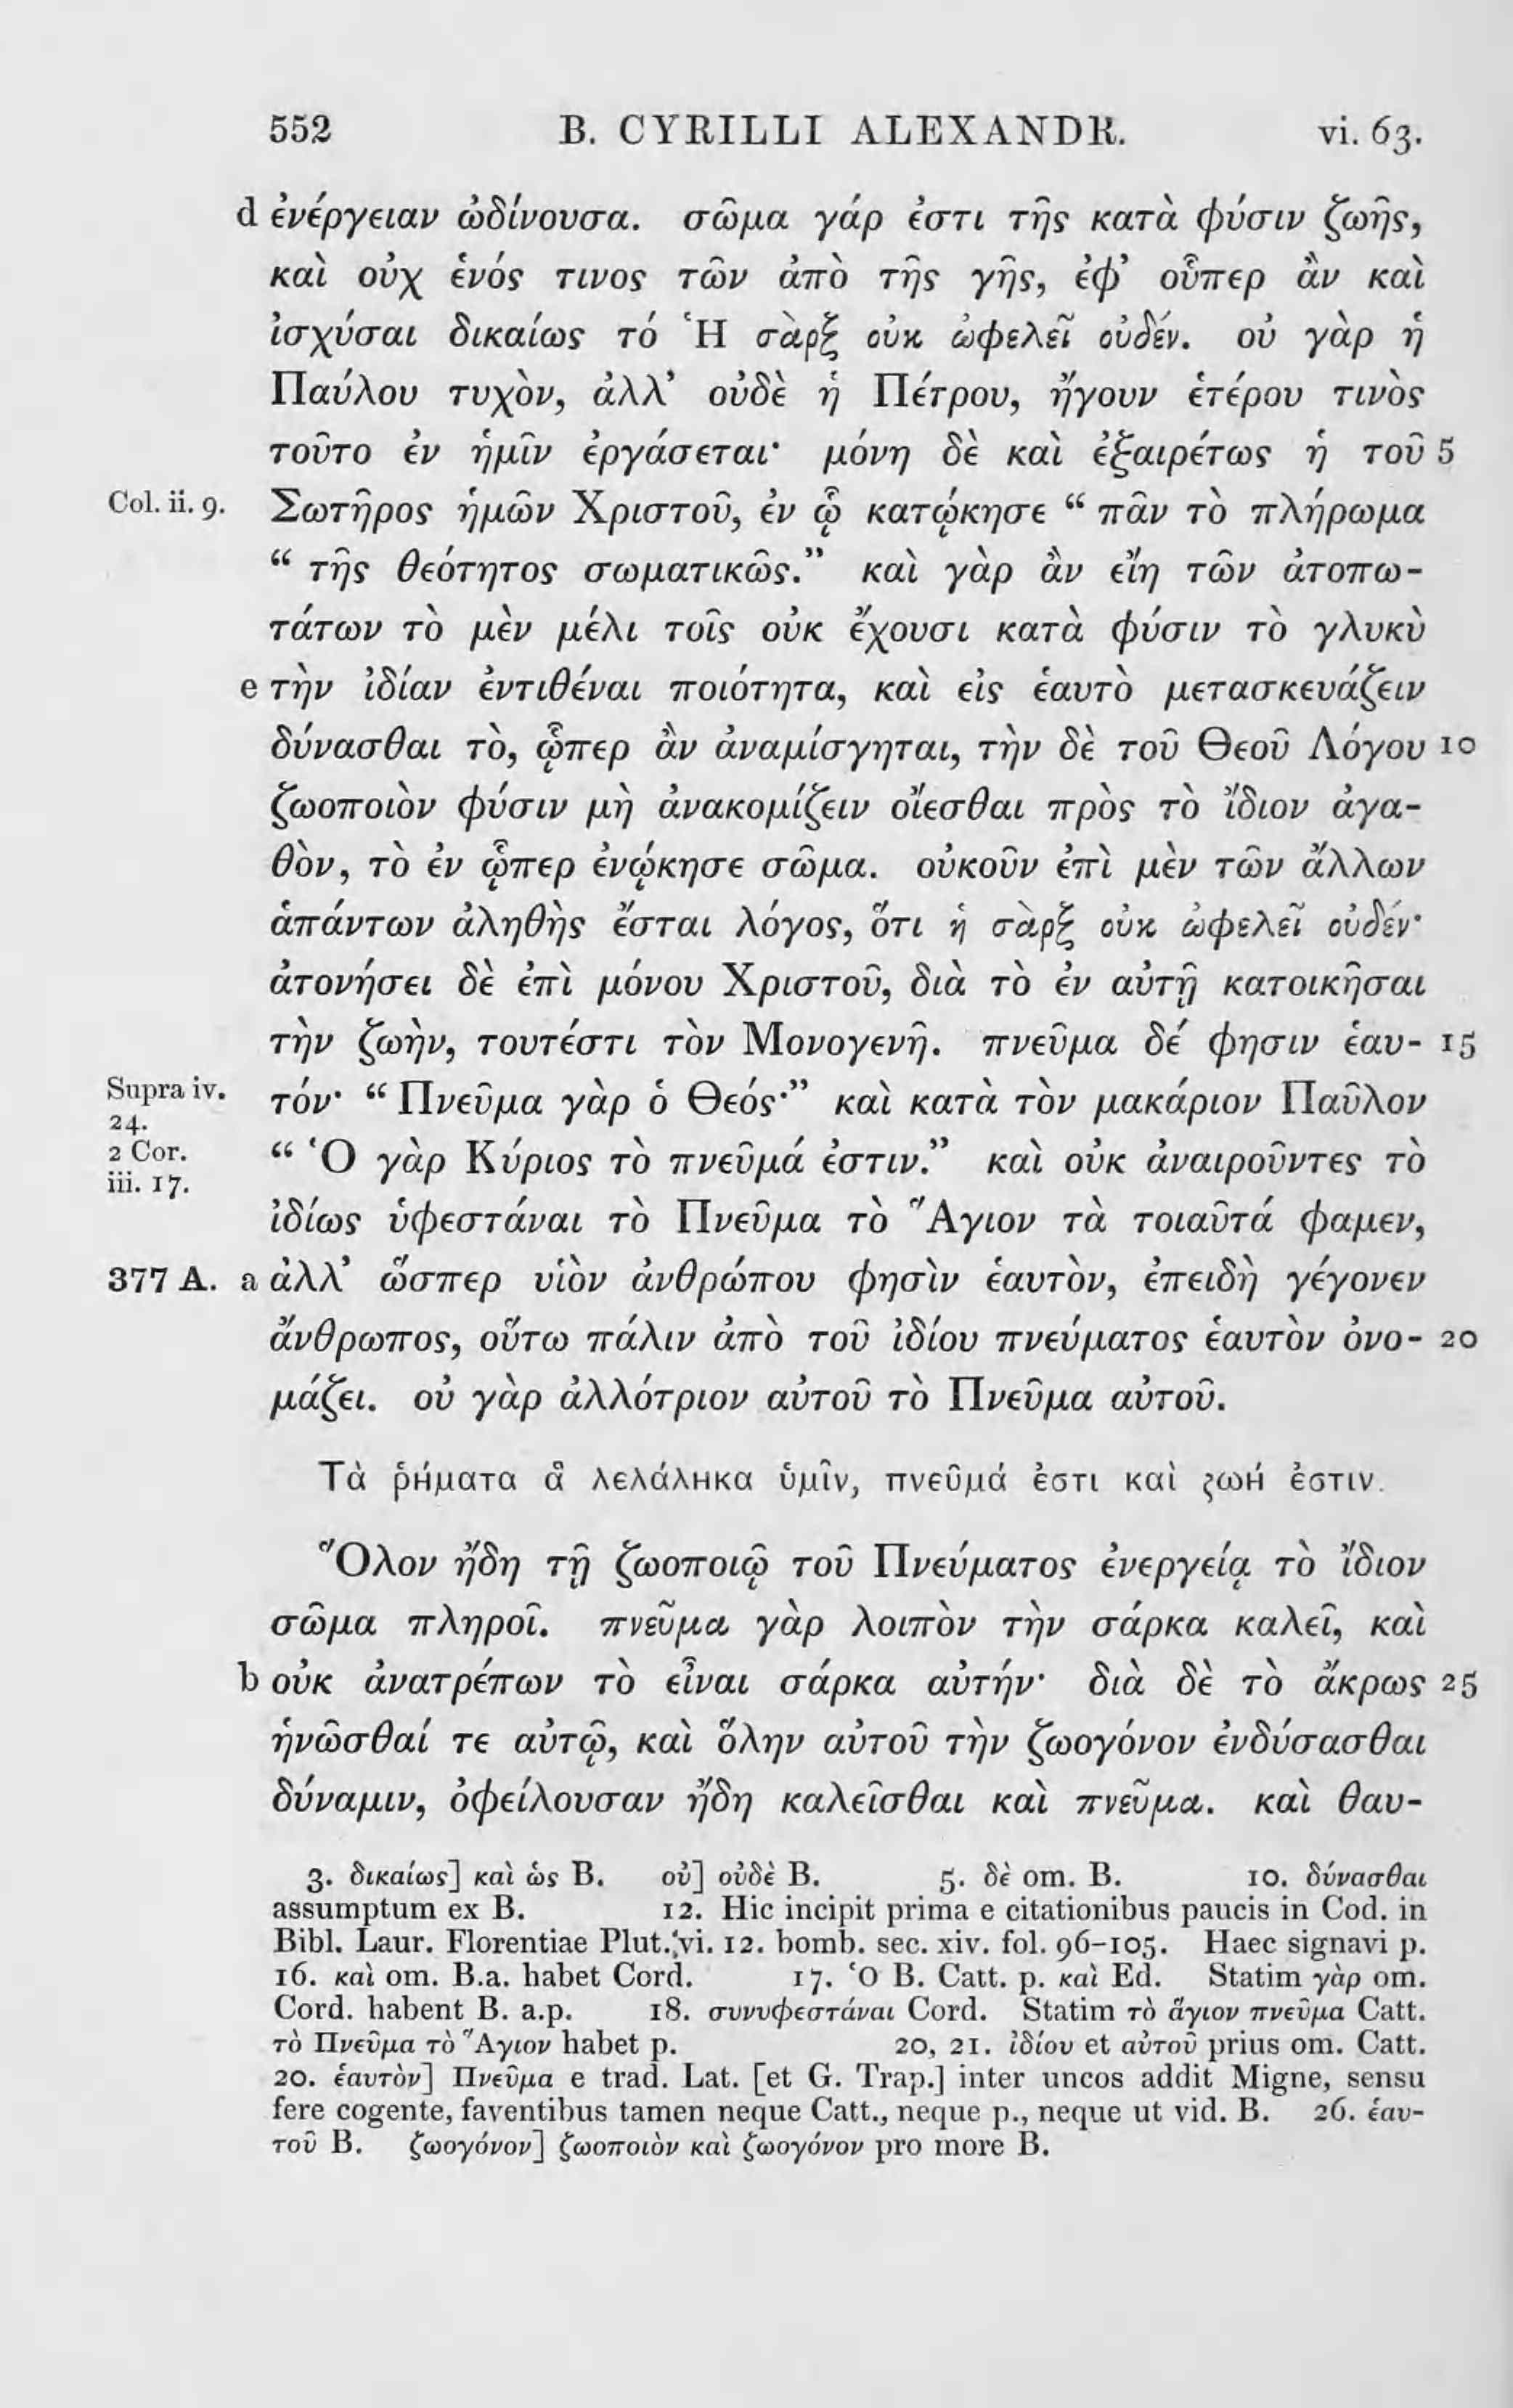 552 B. CYRILLI ALEXANDR. vi. 63.
d ἐνέργειαν ὠδίνουσα. σῶμα γάρ ἐστι τῆς κατὰ φύσιν ζωῆς,
καὶ οὐχ ἑνός τινος τῶν ἀπὸ τῆς γῆς, ἐφ’ οὗπερ ἂν καὶ
ἰσχύσαι δικαίως τό Ἡ σὰρξ οὐκ ὠφελεῖ οὐδέν. οὐ γὰρ ἡ
Παύλου τυχὸν, ἀλλ’ οὐδὲ ἡ Πέτρου, ἤγουν ἑτέρου τινὸς
τοῦτο ἐν ἡμῖν ἐργάσεται· μόνη δὲ καὶ ἐξαιρέτως ἡ τοῦ 5
Col. ii. 9. Σωτῆρος ἡμῶν Χριστοῦ, ἐν ᾧ κατῴκησε “ πᾶν τὸ πλήρωμα
“ τῆς θεότητος σωματικῶς.” καὶ γὰρ ἂν εἴη τῶν ἀτοπω-
τάτων τὸ μὲν μέλι τοῖς οὐκ ἔχουσι κατὰ φύσιν τὸ γλυκὺ
e τὴν ἰδίαν ἐντιθέναι ποιότητα, καὶ εἰς ἑαυτὸ μετασκευάζειν
δύνασθαι τὸ, ᾧπερ ἂν ἀναμίσγηται, τὴν δὲ τοῦ Θεοῦ Λόγου 10
ζωοποιὸν φύσιν μὴ ἀνακομίζειν οἴεσθαι πρὸς τὸ ἴδιον ἀγα-
θὸν, τὸ ἐν ᾧπερ ἐνῴκησε σῶμα. οὐκοῦν ἐπὶ μὲν τῶν ἄλλων
ἁπάντων ἀληθὴς ἔσται λόγος, ὅτι ἡ σὰρξ οὐκ ὠφελεῖ οὐδέν·
ἀτονήσει δὲ ἐπὶ μόνου Χριστοῦ, διὰ τὸ ἐν αὐτῇ κατοικῆσαι
τὴν ζωὴν, τουτέστι τὸν Μονογενῆ. πνεῦμα δέ φησιν ἑαυ- 15
Supra iv. 24. τόν· “ Πνεῦμα γὰρ ὁ Θεός·” καὶ κατὰ τὸν μακάριον Παῦλον
2 Cor. iii. 17. “ Ὁ γὰρ Κύριος τὸ πνεῦμά ἐστιν.” καὶ οὐκ ἀναιροῦντες τὸ
ἰδίως ὑφεστάναι τὸ Πνεῦμα τὸ Ἅγιον τὰ τοιαῦτά φαμεν,
377 A. a ἀλλ’ ὥσπερ υἱὸν ἀνθρώπου φησὶν ἑαυτὸν, ἐπειδὴ γέγονεν
ἄνθρωπος, οὕτω πάλιν ἀπὸ τοῦ ἰδίου πνεύματος ἑαυτὸν ὀνο- 20
μάζει. οὐ γὰρ ἀλλότριον αὐτοῦ τὸ Πνεῦμα αὐτοῦ.
Τὰ ῥήματα ἃ λελάληκα ὑμῖν, πνεῦμά ἐστι καὶ ζωή ἐστιν.
Ὅλον ἤδη τῇ ζωοποιῷ τοῦ Πνεύματος ἐνεργείᾳ τὸ ἴδιον
σῶμα πληροῖ. πνεῦμα γὰρ λοιπὸν τὴν σάρκα καλεῖ, καὶ
b οὐκ ἀνατρέπων τὸ εἶναι σάρκα αὐτήν· διὰ δὲ τὸ ἄκρως 25
ἡνῶσθαί τε αὐτῷ, καὶ ὅλην αὐτοῦ τὴν ζωογόνον ἐνδύσασθαι
δύναμιν, ὀφείλουσαν ἤδη καλεῖσθαι καὶ πνεῦμα. καὶ θαυ-
3. δικαίως] καὶ ὡς B. οὐ] οὐδὲ B. 5. δὲ om. B. 10. δύνασθαι
assumptum ex B. 12. Hic incipit prima e citationibus paucis in Cod. in
Bibl. Laur. Florentiae Plut. vi. 12. bomb. sec. xiv. fol. 96–105. Haec signavi p.
16. καὶ om. B.a. habet Cord. 17. Ὁ B. Catt. p. καὶ Ed. Statim γὰρ om.
Cord. habent B. a.p. 18. συνυφεστάναι Cord. Statim τὸ ἅγιον πνεῦμα Catt.
τὸ Πνεῦμα τὸ Ἅγιον habet p. 20, 21. ἰδίου et αὐτοῦ prius om. Catt.
20. ἑαυτὸν] Πνεῦμα e trad. Lat. [et G. Trap.] inter uncos addit Migne, sensu
fere cogente, faventibus tamen neque Catt., neque p., neque ut vid. B. 26. ἑαυ-
τοῦ B. ζωογόνον] ζωοποιὸν καὶ ζωογόνον pro more B.